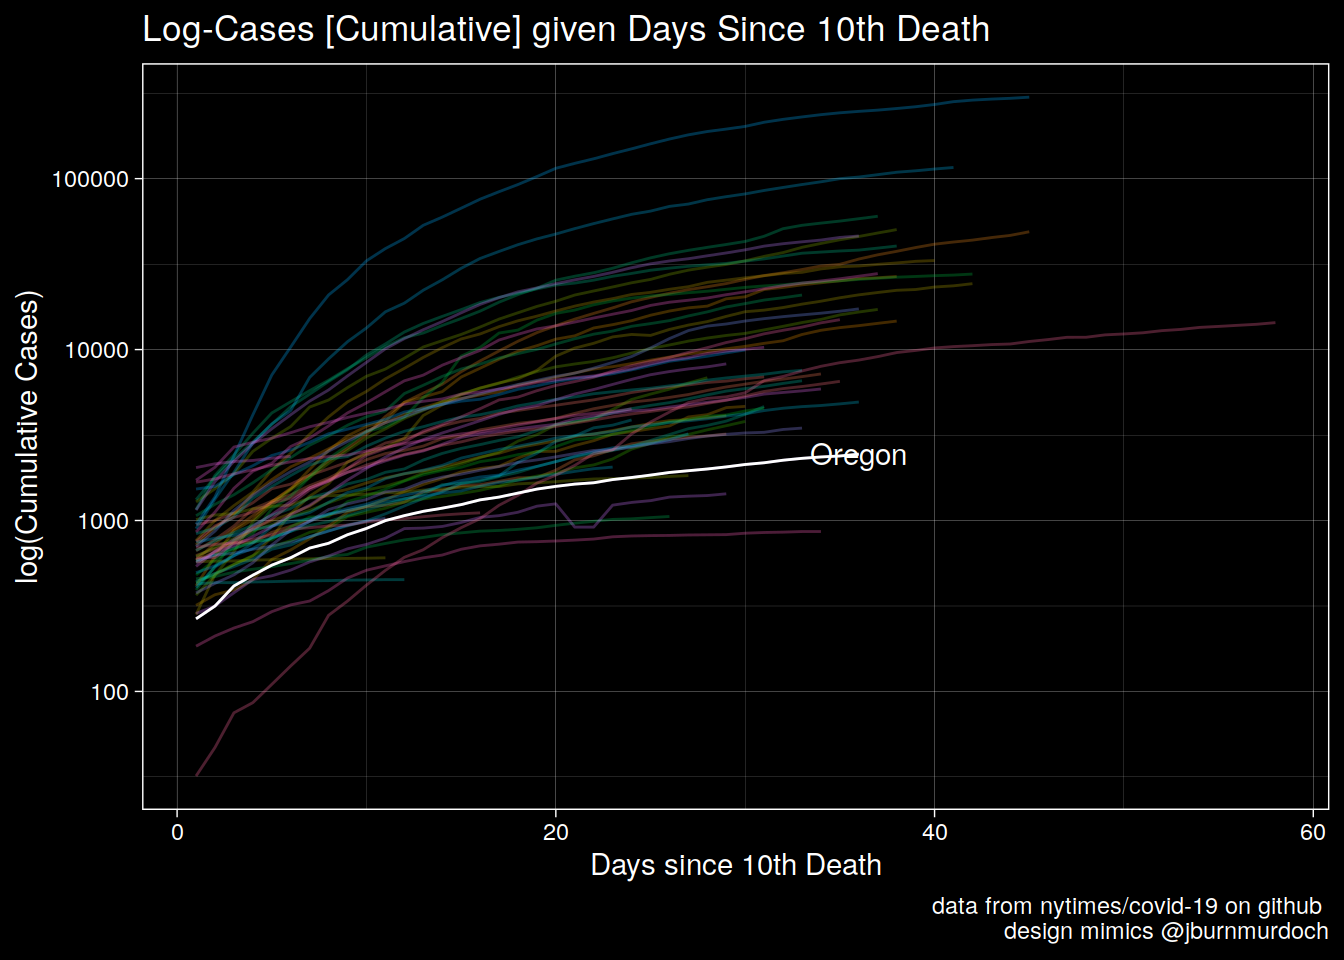 Log-Cases [Cumulative] given Days Since 10th Death
log(Cumulative Cases)
100000
10000
1000
100
Oregon
0 20 40 60
Days since 10th Death
data from nytimes/covid-19 on github
design mimics @jburnmurdoch